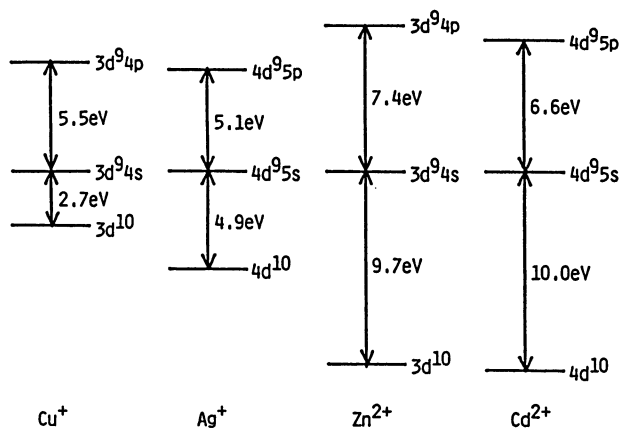 3d⁹4p
4d⁹5p
3d⁹4p
4d⁹5p
5.5eV
5.1eV
7.4eV
6.6eV
3d⁹4s
4d⁹5s
3d⁹4s
4d⁹5s
2.7eV
4.9eV
9.7eV
10.0eV
3d¹⁰
4d¹⁰
3d¹⁰
4d¹⁰
Cu⁺
Ag⁺
Zn²⁺
Cd²⁺